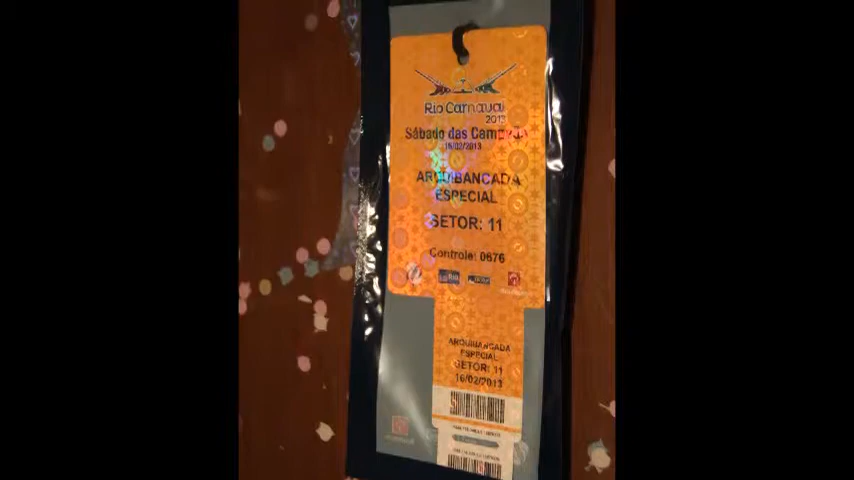 Rio Carnaval
2013
Sábado das Campeãs
16/02/2013
ARQUIBANCADA
ESPECIAL
SETOR: 11
Controle: 0676
ARQUIBANCADA
ESPECIAL
SETOR: 11
16/02/2013